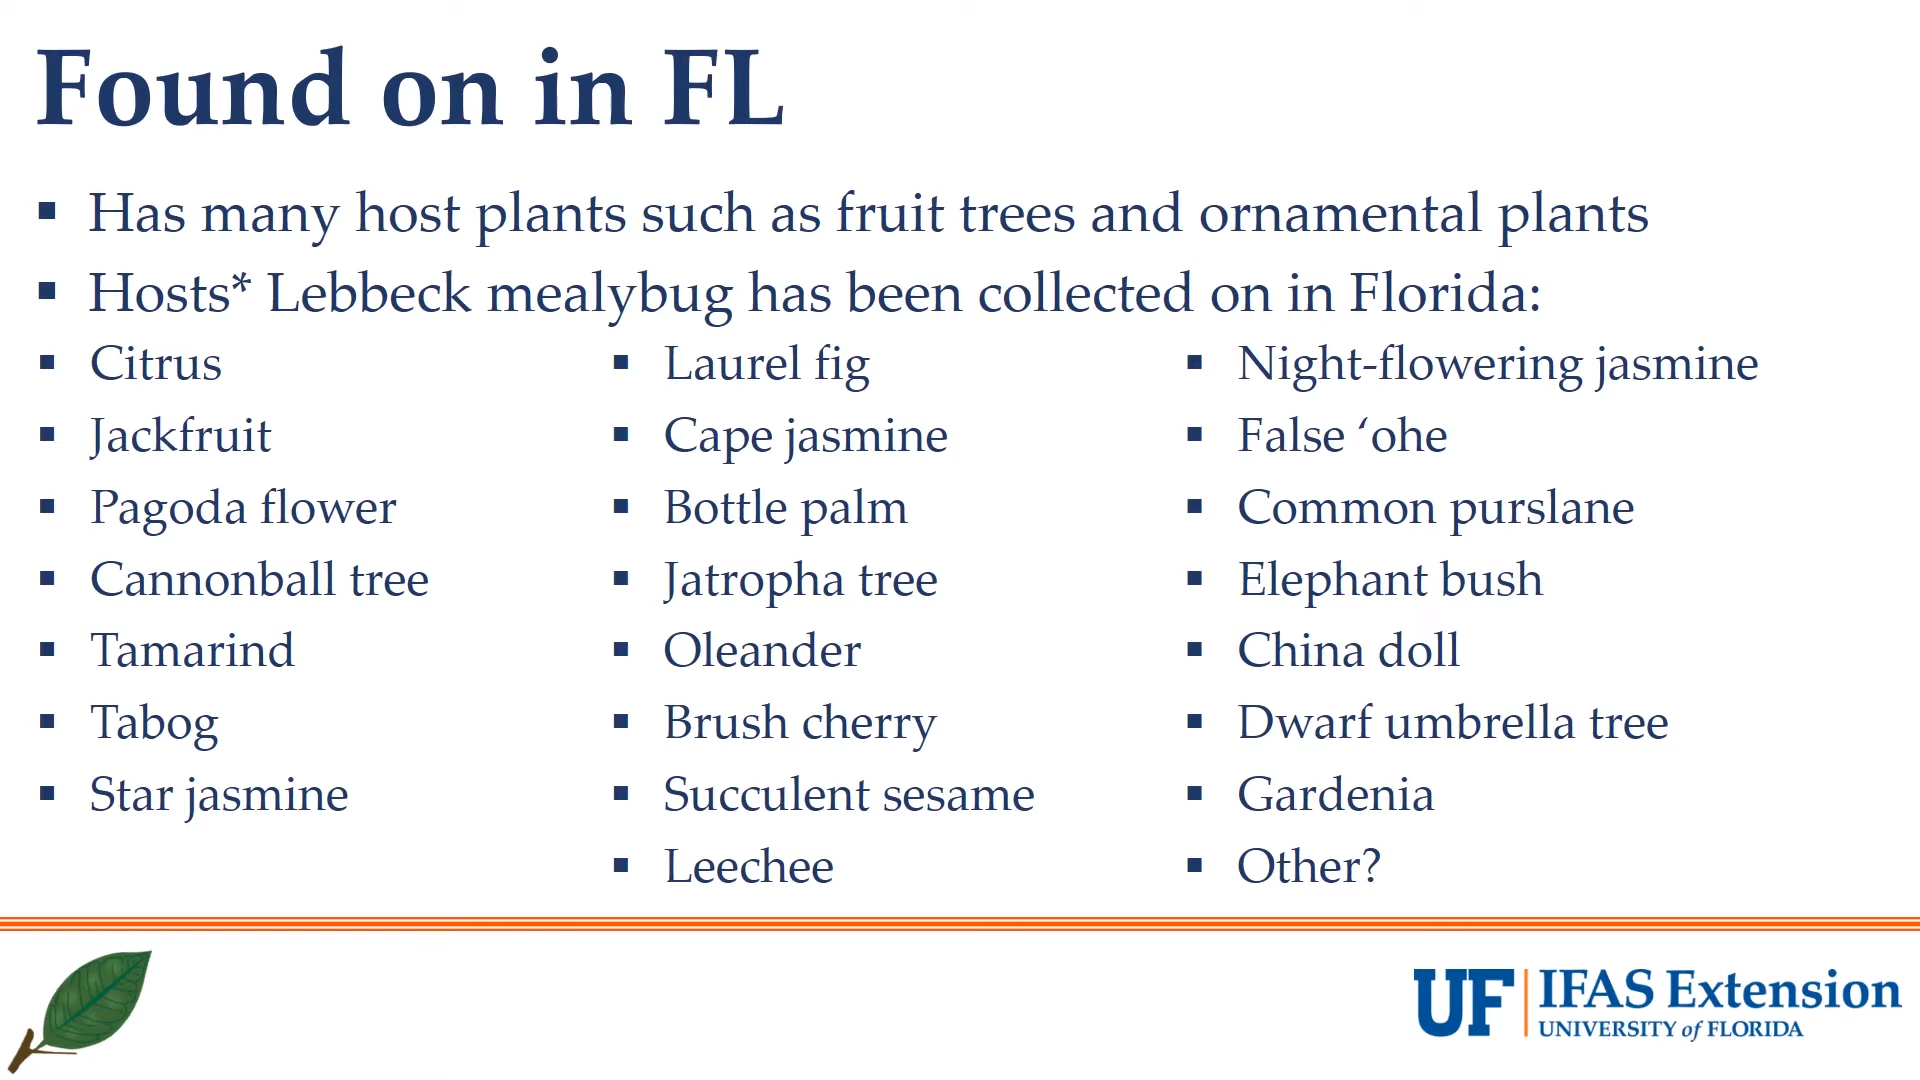 Found on in FL
▪ Has many host plants such as fruit trees and ornamental plants
▪ Hosts* Lebbeck mealybug has been collected on in Florida:
▪ Citrus
▪ Jackfruit
▪ Pagoda flower
▪ Cannonball tree
▪ Tamarind
▪ Tabog
▪ Star jasmine
▪ Laurel fig
▪ Cape jasmine
▪ Bottle palm
▪ Jatropha tree
▪ Oleander
▪ Brush cherry
▪ Succulent sesame
▪ Leechee
▪ Night-flowering jasmine
▪ False ‘ohe
▪ Common purslane
▪ Elephant bush
▪ China doll
▪ Dwarf umbrella tree
▪ Gardenia
▪ Other?
UF IFAS Extension
UNIVERSITY of FLORIDA